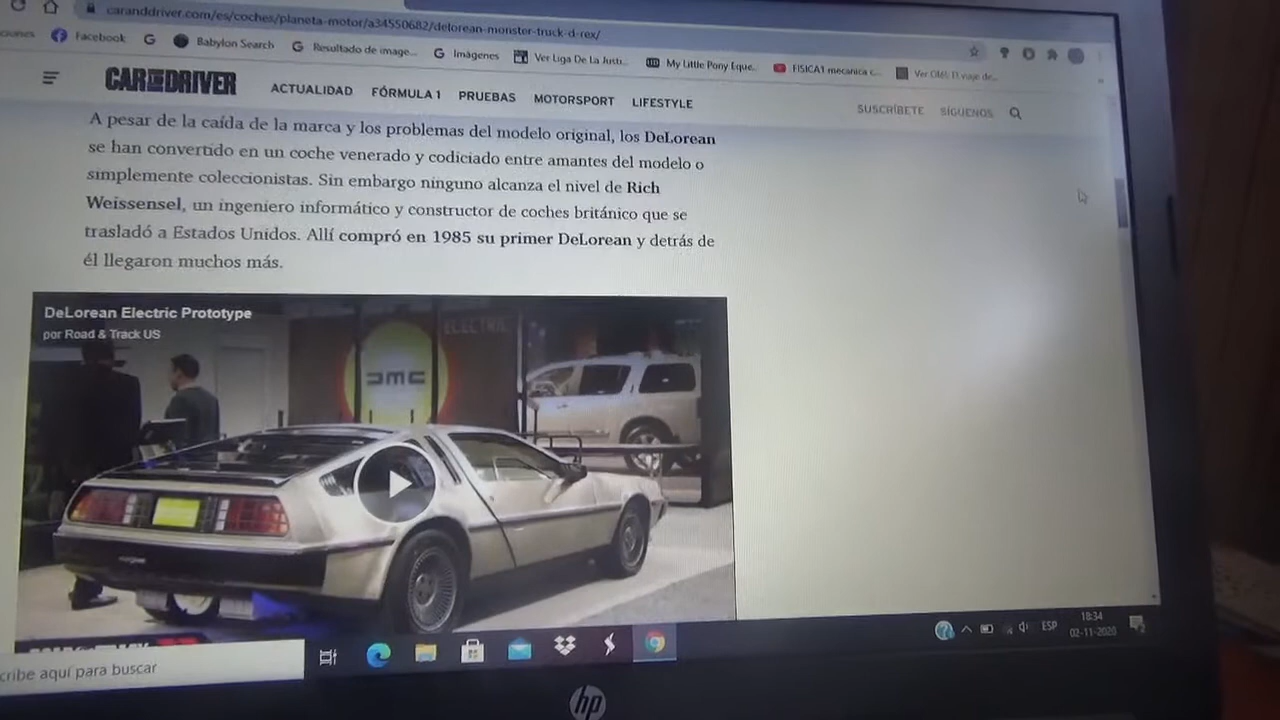 caranddriver.com/es/coches/planeta-motor/a34550682/delorean-monster-truck-d-rex/
Facebook
Babylon Search
Resultado de image...
Imágenes
Ver Liga De La Justi...
My Little Pony Eque...
FISICA1 mecanica c...
CAR AND DRIVER
ACTUALIDAD
FÓRMULA 1
PRUEBAS
MOTORSPORT
LIFESTYLE
SUSCRÍBETE
SÍGUENOS
A pesar de la caída de la marca y los problemas del modelo original, los DeLorean
se han convertido en un coche venerado y codiciado entre amantes del modelo o
simplemente coleccionistas. Sin embargo ninguno alcanza el nivel de Rich
Weissensel, un ingeniero informático y constructor de coches británico que se
trasladó a Estados Unidos. Allí compró en 1985 su primer DeLorean y detrás de
él llegaron muchos más.
DeLorean Electric Prototype
por Road & Track US
ELECTRIC
DMC
cribe aquí para buscar
ESP
18:34
02-11-2020
hp